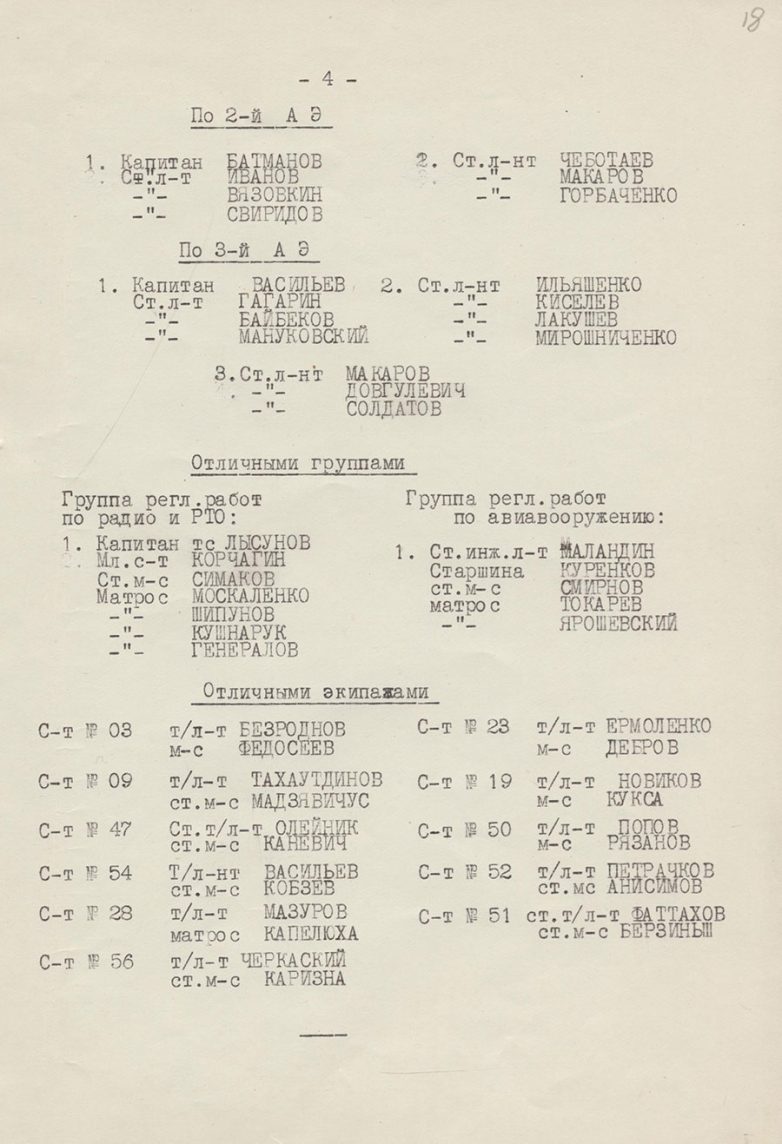 18
- 4 -
По 2-й А Э
1. Капитан БАТМАНОВ
Ст.л-т ИВАНОВ
-"- ВЯЗОВКИН
-"- СВИРИДОВ
2. Ст.л-нт ЧЕБОТАЕВ
-"- МАКАРОВ
-"- ГОРБАЧЕНКО
По 3-й А Э
1. Капитан ВАСИЛЬЕВ
Ст.л-т ГАГАРИН
-"- БАЙБЕКОВ
-"- МАНУКОВСКИЙ
2. Ст.л-нт ИЛЬЯШЕНКО
-"- КИСЕЛЕВ
-"- ЛАКУШЕВ
-"- МИРОШНИЧЕНКО
3.Ст.л-нт МАКАРОВ
-"- ДОВГУЛЕВИЧ
-"- СОЛДАТОВ
Отличными группами
Группа регл.работ
по радио и РТО:
1. Капитан тс ЛЫСУНОВ
Мл.с-т КОРЧАГИН
Ст.м-с СИМАКОВ
Матрос МОСКАЛЕНКО
-"- ШИПУНОВ
-"- КУШНАРУК
-"- ГЕНЕРАЛОВ
Группа регл.работ
по авиавооружению:
1. Ст.инж.л-т МАЛАНДИН
Старшина КУРЕНКОВ
ст.м-с СМИРНОВ
матрос ТОКАРЕВ
-"- ЯРОШЕВСКИЙ
Отличными экипажами
С-т № 03 т/л-т БЕЗРОДНОВ
м-с ФЕДОСЕЕВ
С-т № 09 т/л-т ТАХАУТДИНОВ
ст.м-с МАДЗЯВИЧУС
С-т № 47 Ст.т/л-т ОЛЕЙНИК
ст.м-с КАНЕВИЧ
С-т № 54 Т/л-нт ВАСИЛЬЕВ
ст.м-с КОБЗЕВ
С-т № 28 т/л-т МАЗУРОВ
матрос КАПЕЛЮХА
С-т № 56 т/л-т ЧЕРКАСКИЙ
ст.м-с КАРИЗНА
С-т № 23 т/л-т ЕРМОЛЕНКО
м-с ДЕБРОВ
С-т № 19 т/л-т НОВИКОВ
м-с КУКСА
С-т № 50 т/л-т ПОПОВ
м-с РЯЗАНОВ
С-т № 52 т/л-т ПЕТРАЧКОВ
ст.мс АНИСИМОВ
С-т № 51 ст.т/л-т ФАТТАХОВ
ст.м-с БЕРЗИНЬШ